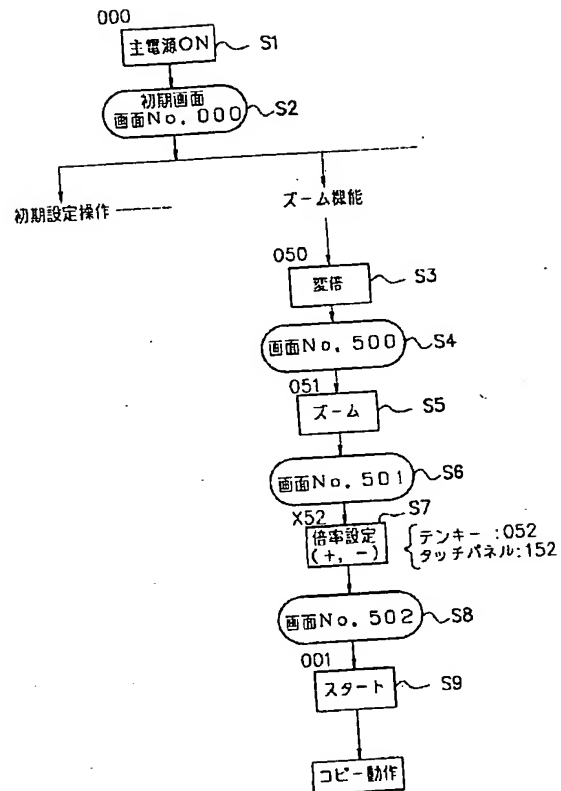 000
主電源ON
S1
初期画面
画面No. 000
S2
初期設定操作
ズーム機能
050
変倍
S3
画面No. 500
S4
051
ズーム
S5
画面No. 501
S6
X52
S7
倍率設定
(+, −)
テンキー :052
タッチパネル:152
画面No. 502
S8
001
スタート
S9
コピー動作